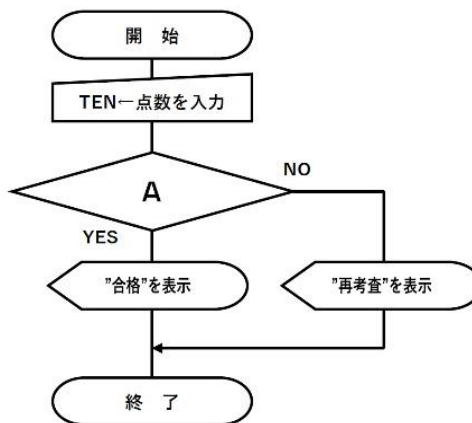 開　始
TEN←点数を入力
A
NO
YES
”合格”を表示
”再考査”を表示
終　了